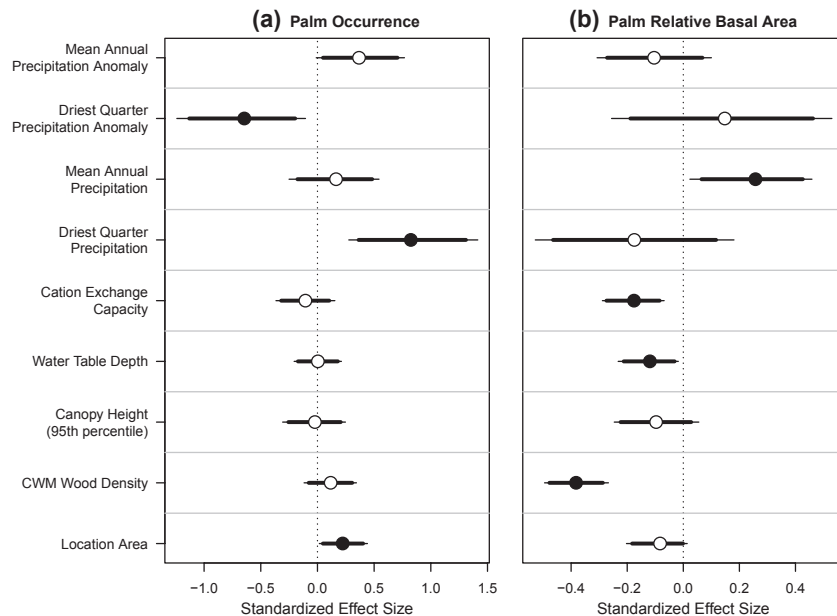 (a) Palm Occurrence
(b) Palm Relative Basal Area
Mean Annual
Precipitation Anomaly
Driest Quarter
Precipitation Anomaly
Mean Annual
Precipitation
Driest Quarter
Precipitation
Cation Exchange
Capacity
Water Table Depth
Canopy Height
(95th percentile)
CWM Wood Density
Location Area
−1.0 −0.5 0.0 0.5 1.0 1.5
Standardized Effect Size
−0.4 −0.2 0.0 0.2 0.4
Standardized Effect Size